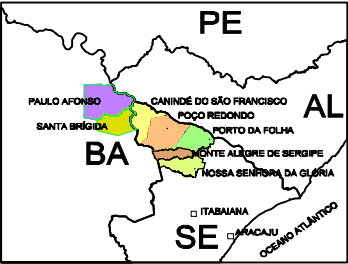 PE
AL
PAULO AFONSO
CANINDÉ DO SÃO FRANCISCO
POÇO REDONDO
SANTA BRÍGIDA
PORTO DA FOLHA
BA
MONTE ALEGRE DE SERGIPE
NOSSA SENHORA DA GLÓRIA
ITABAIANA
SE
ARACAJU
OCEANO ATLÂNTICO